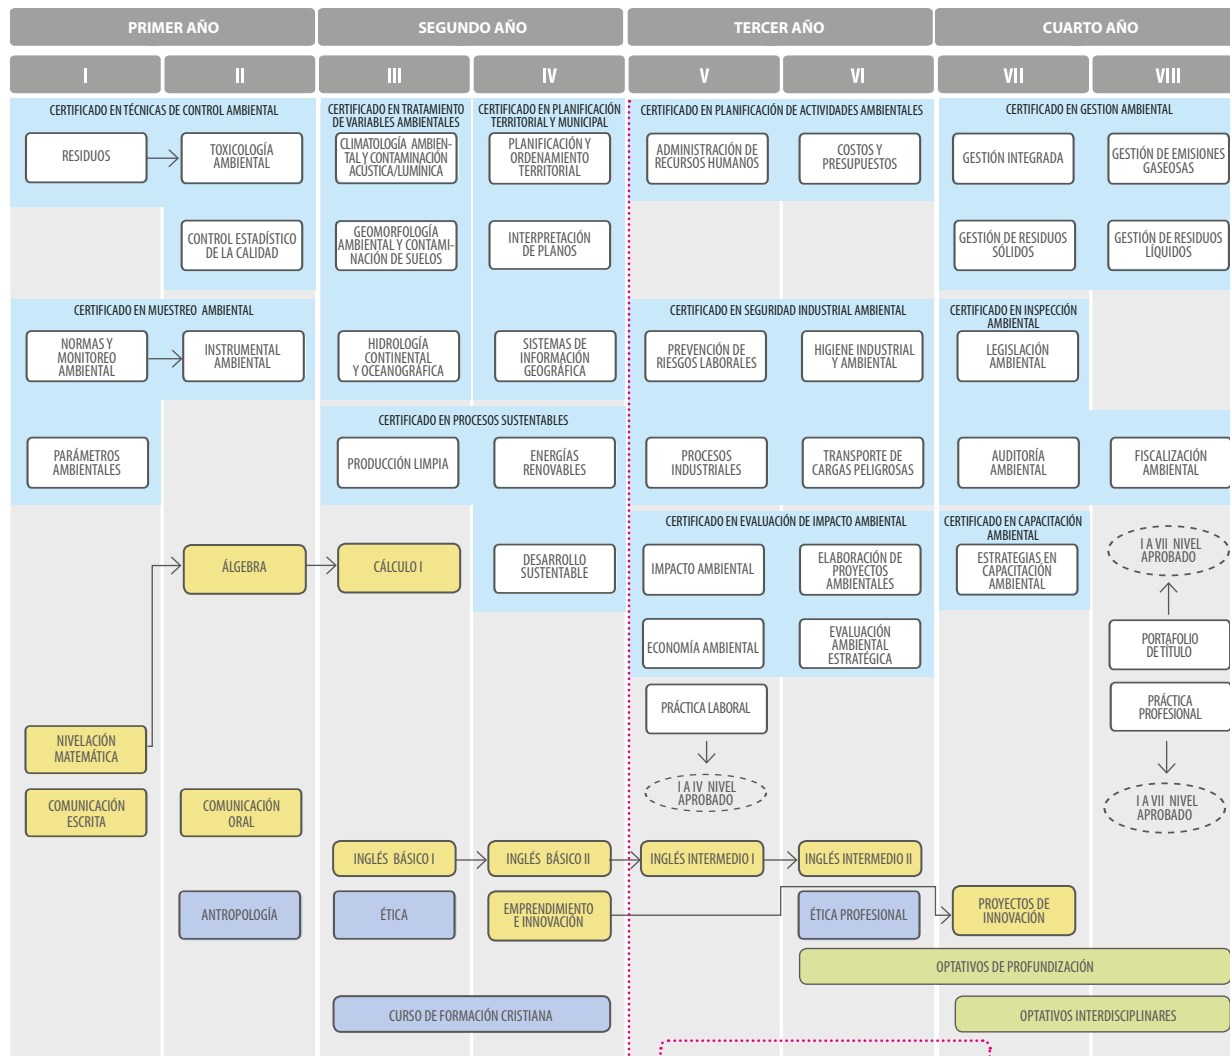 PRIMER AÑO
SEGUNDO AÑO
TERCER AÑO
CUARTO AÑO
I
II
III
IV
V
VI
VII
VIII
CERTIFICADO EN TÉCNICAS DE CONTROL AMBIENTAL
CERTIFICADO EN TRATAMIENTO
DE VARIABLES AMBIENTALES
CERTIFICADO EN PLANIFICACIÓN
TERRITORIAL Y MUNICIPAL
CERTIFICADO EN PLANIFICACIÓN DE ACTIVIDADES AMBIENTALES
CERTIFICADO EN GESTION AMBIENTAL
RESIDUOS
TOXICOLOGÍA
AMBIENTAL
CLIMATOLOGÍA AMBIEN-
TAL Y CONTAMINACIÓN
ACÚSTICA/LUMÍNICA
PLANIFICACIÓN Y
ORDENAMIENTO
TERRITORIAL
ADMINISTRACIÓN DE
RECURSOS HUMANOS
COSTOS Y
PRESUPUESTOS
GESTIÓN INTEGRADA
GESTIÓN DE EMISIONES
GASEOSAS
CONTROL ESTADÍSTICO
DE LA CALIDAD
GEOMORFOLOGÍA
AMBIENTAL Y CONTAMI-
NACIÓN DE SUELOS
INTERPRETACIÓN
DE PLANOS
GESTIÓN DE RESIDUOS
SÓLIDOS
GESTIÓN DE RESIDUOS
LÍQUIDOS
CERTIFICADO EN MUESTREO AMBIENTAL
CERTIFICADO EN SEGURIDAD INDUSTRIAL AMBIENTAL
CERTIFICADO EN INSPECCIÓN
AMBIENTAL
NORMAS Y
MONITOREO
AMBIENTAL
INSTRUMENTAL
AMBIENTAL
HIDROLOGÍA
CONTINENTAL
Y OCEANOGRÁFICA
SISTEMAS DE
INFORMACIÓN
GEOGRÁFICA
PREVENCIÓN DE
RIESGOS LABORALES
HIGIENE INDUSTRIAL
Y AMBIENTAL
LEGISLACIÓN
AMBIENTAL
CERTIFICADO EN PROCESOS SUSTENTABLES
PARÁMETROS
AMBIENTALES
PRODUCCIÓN LIMPIA
ENERGÍAS
RENOVABLES
PROCESOS
INDUSTRIALES
TRANSPORTE DE
CARGAS PELIGROSAS
AUDITORÍA
AMBIENTAL
FISCALIZACIÓN
AMBIENTAL
CERTIFICADO EN EVALUACIÓN DE IMPACTO AMBIENTAL
CERTIFICADO EN CAPACITACIÓN
AMBIENTAL
ÁLGEBRA
CÁLCULO I
DESARROLLO
SUSTENTABLE
IMPACTO AMBIENTAL
ELABORACIÓN DE
PROYECTOS
AMBIENTALES
ESTRATEGIAS EN
CAPACITACIÓN
AMBIENTAL
I A VII NIVEL
APROBADO
ECONOMÍA AMBIENTAL
EVALUACIÓN
AMBIENTAL
ESTRATÉGICA
PORTAFOLIO
DE TÍTULO
PRÁCTICA LABORAL
PRÁCTICA
PROFESIONAL
NIVELACIÓN
MATEMÁTICA
I A IV NIVEL
APROBADO
I A VII NIVEL
APROBADO
COMUNICACIÓN
ESCRITA
COMUNICACIÓN
ORAL
INGLÉS BÁSICO I
INGLÉS BÁSICO II
INGLÉS INTERMEDIO I
INGLÉS INTERMEDIO II
ANTROPOLOGÍA
ÉTICA
EMPRENDIMIENTO
E INNOVACIÓN
ÉTICA PROFESIONAL
PROYECTOS DE
INNOVACIÓN
OPTATIVOS DE PROFUNDIZACIÓN
CURSO DE FORMACIÓN CRISTIANA
OPTATIVOS INTERDISCIPLINARES